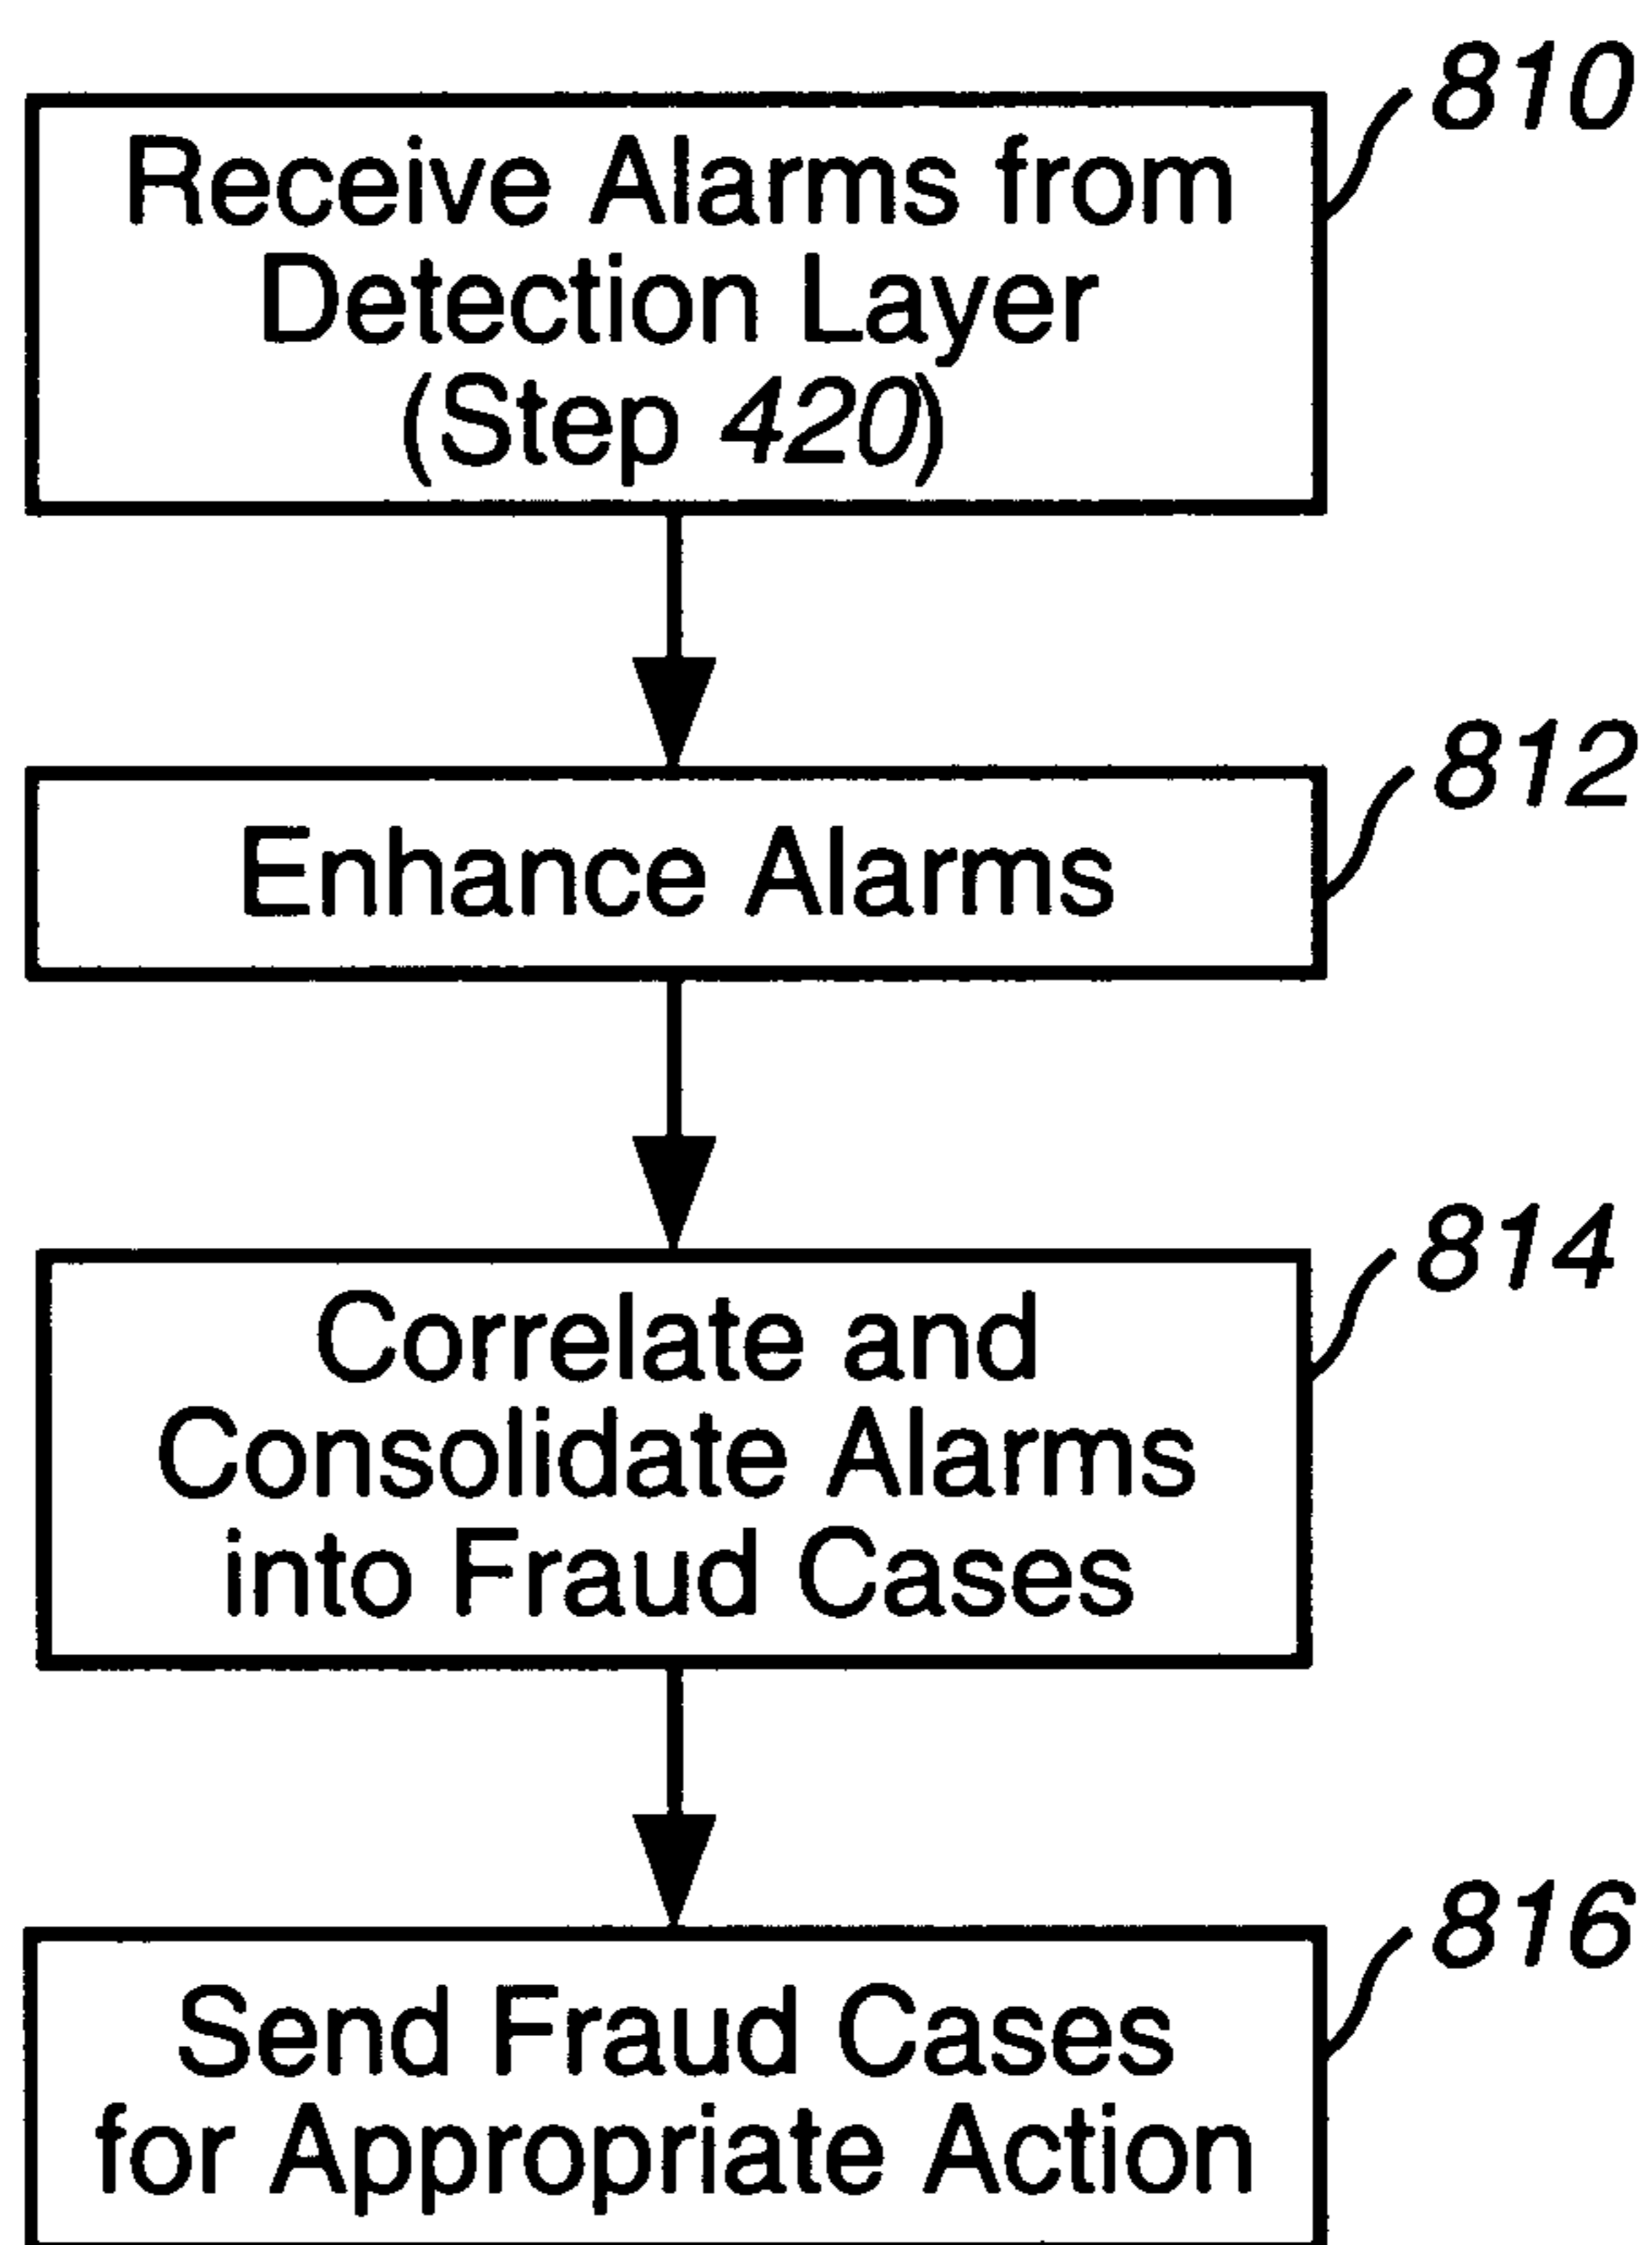 810
Receive Alarms from
Detection Layer
(Step 420)
812
Enhance Alarms
814
Correlate and
Consolidate Alarms
into Fraud Cases
816
Send Fraud Cases
for Appropriate Action